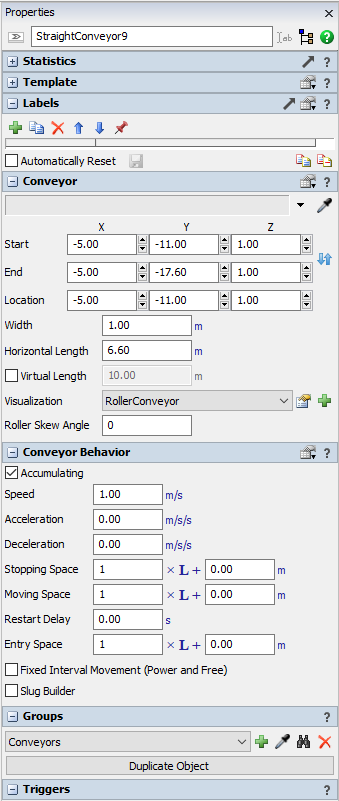 Properties
StraightConveyor9
Statistics
Template
Labels
Automatically Reset
Conveyor
X Y Z
Start -5.00 -11.00 1.00
End -5.00 -17.60 1.00
Location -5.00 -11.00 1.00
Width 1.00 m
Horizontal Length 6.60 m
Virtual Length 10.00 m
Visualization RollerConveyor
Roller Skew Angle 0
Conveyor Behavior
Accumulating
Speed 1.00 m/s
Acceleration 0.00 m/s/s
Deceleration 0.00 m/s/s
Stopping Space 1 × L + 0.00 m
Moving Space 1 × L + 0.00 m
Restart Delay 0.00 s
Entry Space 1 × L + 0.00 m
Fixed Interval Movement (Power and Free)
Slug Builder
Groups
Conveyors
Duplicate Object
Triggers